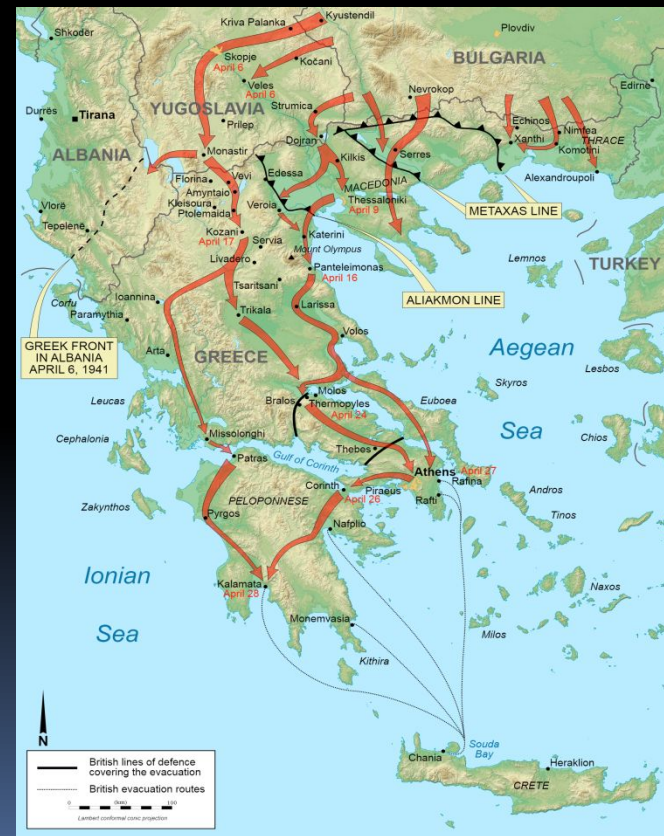 Shkodër
Kriva Palanka
Kyustendil
Plovdiv
Skopje
April 6
Kočani
BULGARIA
Veles
April 6
Nevrokop
Edirne
Durrës
Tirana
YUGOSLAVIA
Strumica
Echinos
Nimfea
Prilep
Xanthi
THRACE
Komotini
ALBANIA
Dojran
Monastir
Kilkis
Serres
Alexandroupoli
Florina
Vevi
Edessa
MACEDONIA
Amyntaio
Kleisoura
Ptolemaida
Veroia
Thessaloniki
April 9
METAXAS LINE
Vlorë
Tepelenë
Kozani
April 17
Katerini
Servia
Mount Olympus
Lemnos
TURKEY
Livadero
Panteleimonas
April 16
Tsaritsani
ALIAKMON LINE
Corfu
Ioannina
Paramythia
Larissa
Trikala
Volos
GREEK FRONT
IN ALBANIA
APRIL 6, 1941
Arta
GREECE
Aegean
Sea
Lesbos
Skyros
Molos
Bralos
Thermopyles
April 24
Euboea
Leucas
Chios
Cephalonia
Missolonghi
Thebes
Gulf of Corinth
Athens
April 27
Patras
Rafina
Corinth
April 26
Piraeus
Rafti
Andros
Tinos
PELOPONNESE
Zakynthos
Pyrgos
Nafplio
Ionian
Sea
Kalamata
April 28
Naxos
Monemvasia
Milos
Kithira
Souda
Bay
Chania
Heraklion
CRETE
N
British lines of defence
covering the evacuation
British evacuation routes
0 (km) 100
Lambert conformal conic projection